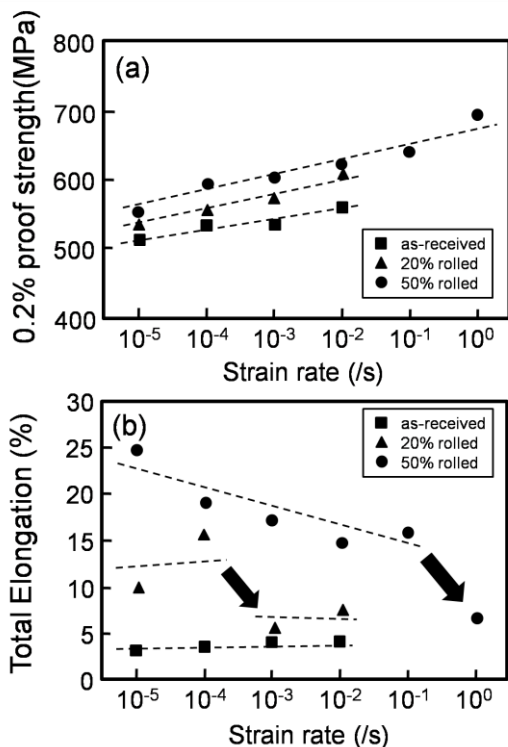 800
700
600
500
400
0.2% proof strength(MPa)
(a)
as-received
20% rolled
50% rolled
10⁻⁵ 10⁻⁴ 10⁻³ 10⁻² 10⁻¹ 10⁰
Strain rate (/s)
30
25
20
15
10
5
0
Total Elongation (%)
(b)
as-received
20% rolled
50% rolled
10⁻⁵ 10⁻⁴ 10⁻³ 10⁻² 10⁻¹ 10⁰
Strain rate (/s)